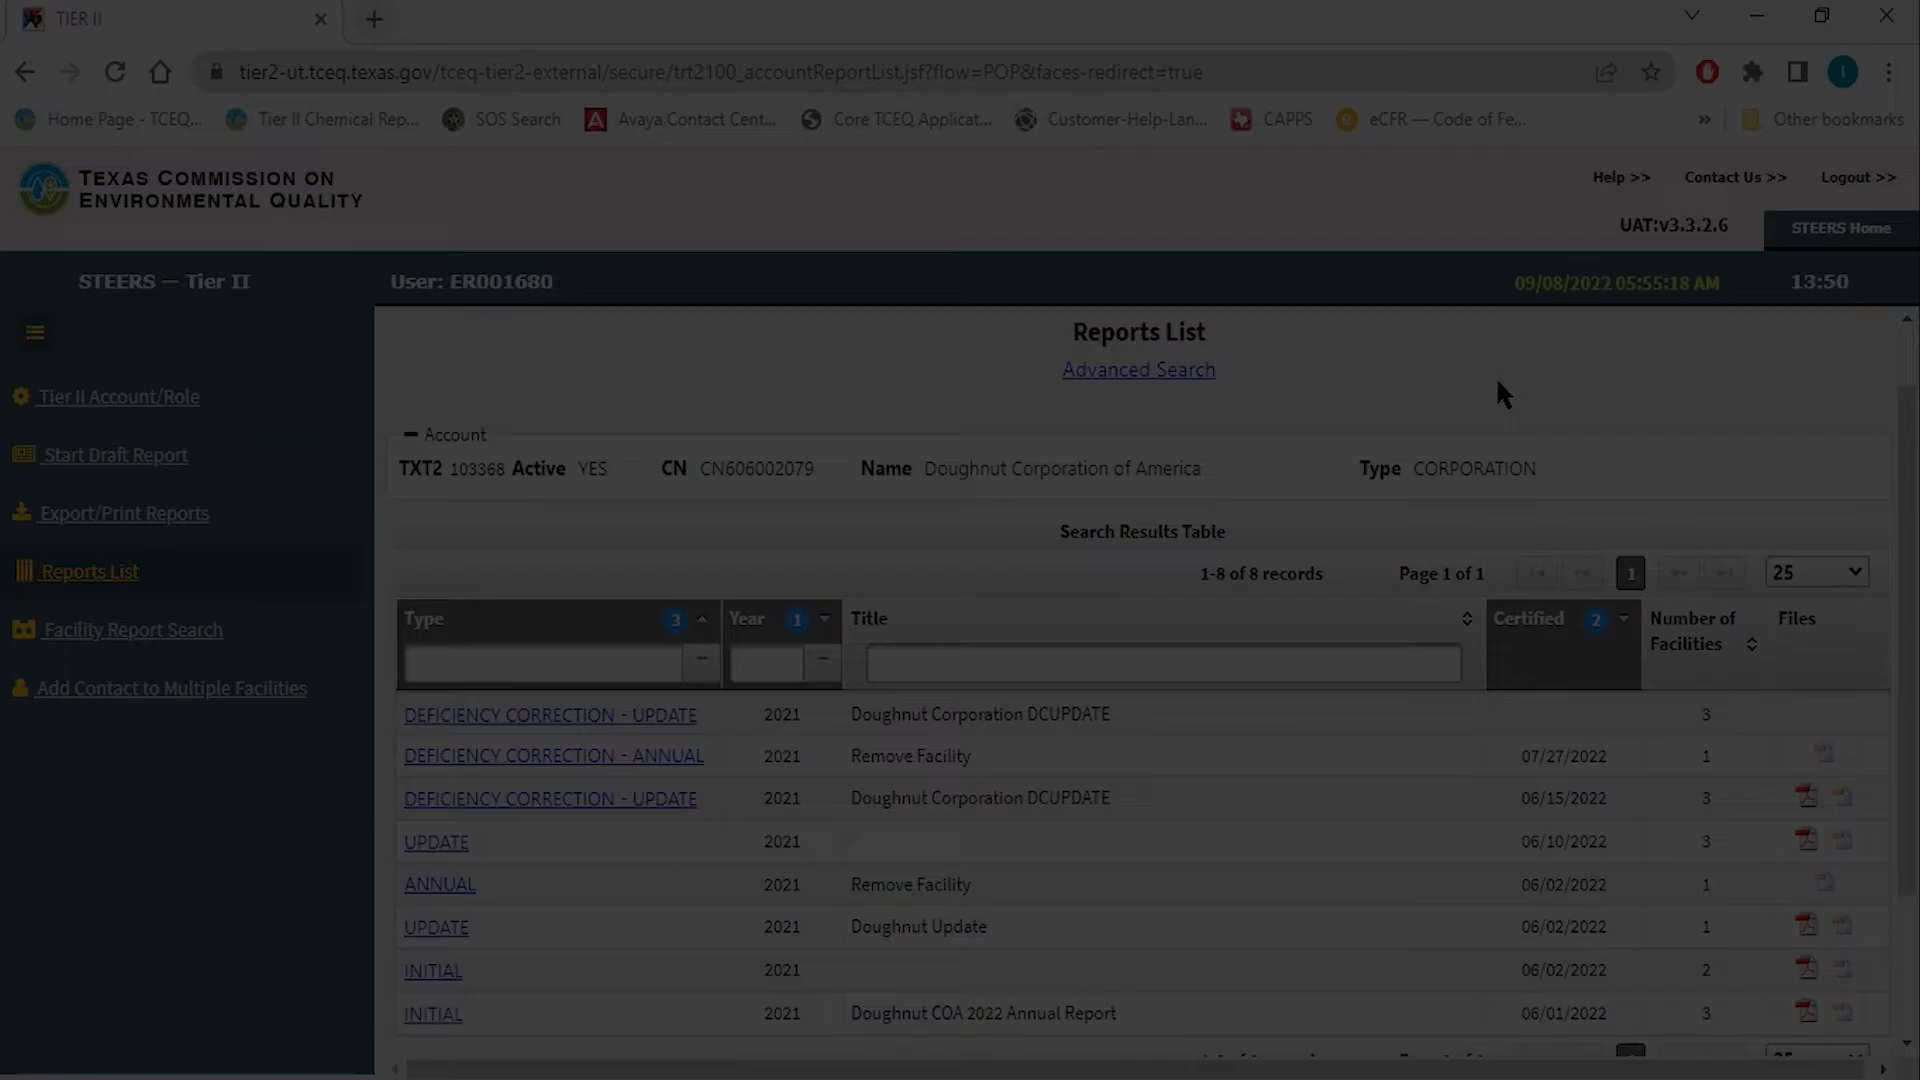 TIER II
tier2-ut.tceq.texas.gov/tceq-tier2-external/secure/trt2100_accountReportList.jsf?flow=POP&faces-redirect=true
Home Page - TCEQ... Tier II Chemical Rep... SOS Search Avaya Contact Cent... Core TCEQ Applicat... Customer-Help-Lan... CAPPS eCFR — Code of Fe... » Other bookmarks
TEXAS COMMISSION ON
ENVIRONMENTAL QUALITY
Help >> Contact Us >> Logout >>
UAT:v3.3.2.6 STEERS Home
STEERS — Tier II User: ER001680 09/08/2022 05:55:18 AM 13:50
Tier II Account/Role
Start Draft Report
Export/Print Reports
Reports List
Facility Report Search
Add Contact to Multiple Facilities
Reports List
Advanced Search
Account
TXT2 103368 Active YES CN CN606002079 Name Doughnut Corporation of America Type CORPORATION
Search Results Table
1-8 of 8 records Page 1 of 1 1 25
Type 3 Year 1 Title Certified 2 Number of Facilities Files
DEFICIENCY CORRECTION - UPDATE 2021 Doughnut Corporation DCUPDATE 3
DEFICIENCY CORRECTION - ANNUAL 2021 Remove Facility 07/27/2022 1
DEFICIENCY CORRECTION - UPDATE 2021 Doughnut Corporation DCUPDATE 06/15/2022 3
UPDATE 2021 06/10/2022 3
ANNUAL 2021 Remove Facility 06/02/2022 1
UPDATE 2021 Doughnut Update 06/02/2022 1
INITIAL 2021 06/02/2022 2
INITIAL 2021 Doughnut COA 2022 Annual Report 06/01/2022 3